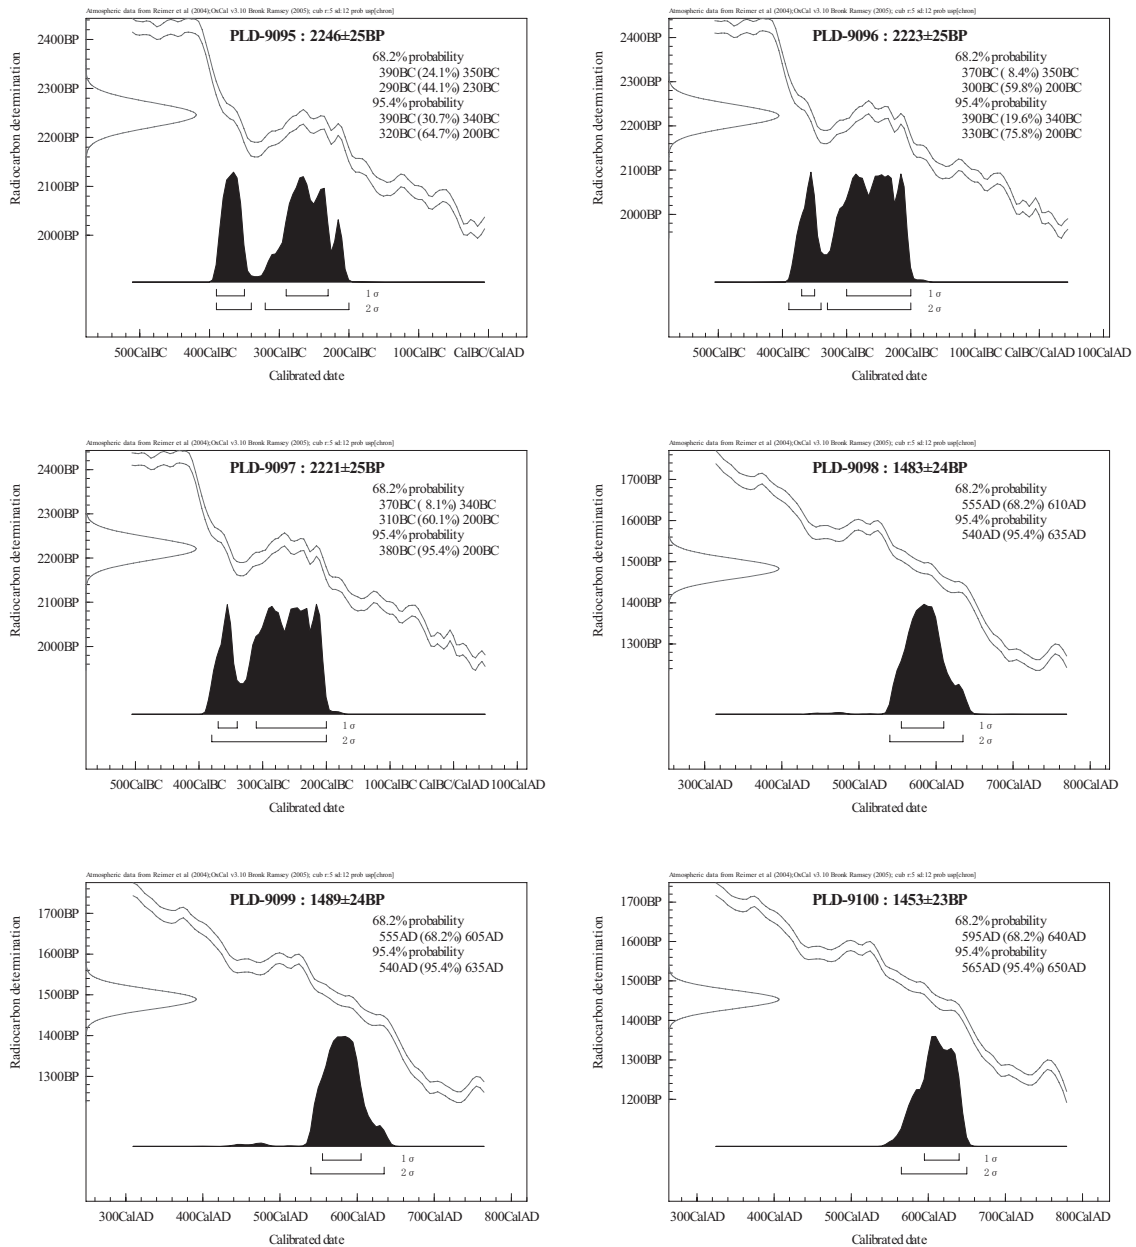 Atmospheric data from Reimer et al (2004);OxCal v3.10 Bronk Ramsey (2005); cub r:5 sd:12 prob usp[chron]
PLD-9095 : 2246±25BP
68.2% probability
390BC (24.1%) 350BC
290BC (44.1%) 230BC
95.4% probability
390BC (30.7%) 340BC
320BC (64.7%) 200BC
Radiocarbon determination
2400BP
2300BP
2200BP
2100BP
2000BP
1 σ
2 σ
500CalBC 400CalBC 300CalBC 200CalBC 100CalBC CalBC/CalAD
Calibrated date
Atmospheric data from Reimer et al (2004);OxCal v3.10 Bronk Ramsey (2005); cub r:5 sd:12 prob usp[chron]
PLD-9096 : 2223±25BP
68.2% probability
370BC ( 8.4%) 350BC
300BC (59.8%) 200BC
95.4% probability
390BC (19.6%) 340BC
330BC (75.8%) 200BC
Radiocarbon determination
2400BP
2300BP
2200BP
2100BP
2000BP
1 σ
2 σ
500CalBC 400CalBC 300CalBC 200CalBC 100CalBC CalBC/CalAD 100CalAD
Calibrated date
Atmospheric data from Reimer et al (2004);OxCal v3.10 Bronk Ramsey (2005); cub r:5 sd:12 prob usp[chron]
PLD-9097 : 2221±25BP
68.2% probability
370BC ( 8.1%) 340BC
310BC (60.1%) 200BC
95.4% probability
380BC (95.4%) 200BC
Radiocarbon determination
2400BP
2300BP
2200BP
2100BP
2000BP
1 σ
2 σ
500CalBC 400CalBC 300CalBC 200CalBC 100CalBC CalBC/CalAD 100CalAD
Calibrated date
Atmospheric data from Reimer et al (2004);OxCal v3.10 Bronk Ramsey (2005); cub r:5 sd:12 prob usp[chron]
PLD-9098 : 1483±24BP
68.2% probability
555AD (68.2%) 610AD
95.4% probability
540AD (95.4%) 635AD
Radiocarbon determination
1700BP
1600BP
1500BP
1400BP
1300BP
1 σ
2 σ
300CalAD 400CalAD 500CalAD 600CalAD 700CalAD 800CalAD
Calibrated date
Atmospheric data from Reimer et al (2004);OxCal v3.10 Bronk Ramsey (2005); cub r:5 sd:12 prob usp[chron]
PLD-9099 : 1489±24BP
68.2% probability
555AD (68.2%) 605AD
95.4% probability
540AD (95.4%) 635AD
Radiocarbon determination
1700BP
1600BP
1500BP
1400BP
1300BP
1 σ
2 σ
300CalAD 400CalAD 500CalAD 600CalAD 700CalAD 800CalAD
Calibrated date
Atmospheric data from Reimer et al (2004);OxCal v3.10 Bronk Ramsey (2005); cub r:5 sd:12 prob usp[chron]
PLD-9100 : 1453±23BP
68.2% probability
595AD (68.2%) 640AD
95.4% probability
565AD (95.4%) 650AD
Radiocarbon determination
1700BP
1600BP
1500BP
1400BP
1300BP
1200BP
1 σ
2 σ
300CalAD 400CalAD 500CalAD 600CalAD 700CalAD 800CalAD
Calibrated date